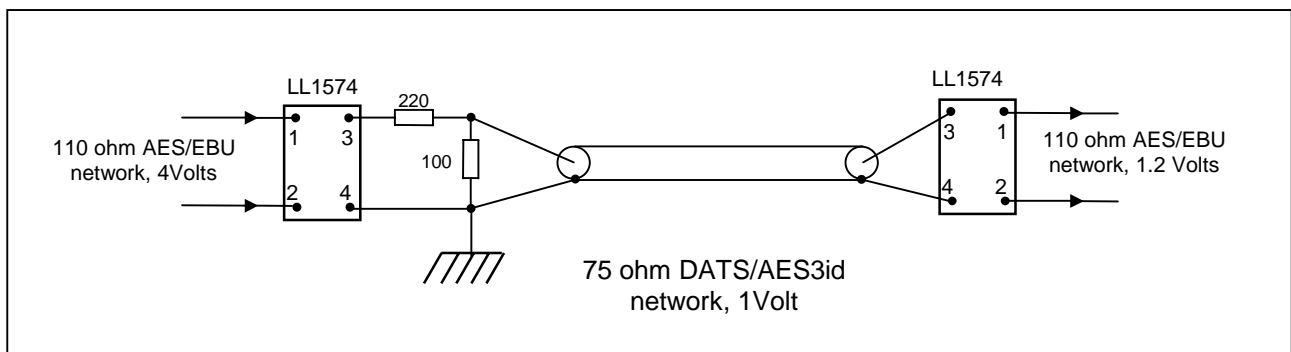 LL1574
220
1
3
100
2
4
110 ohm AES/EBU
network, 4Volts
75 ohm DATS/AES3id
network, 1Volt
LL1574
3
1
4
2
110 ohm AES/EBU
network, 1.2 Volts